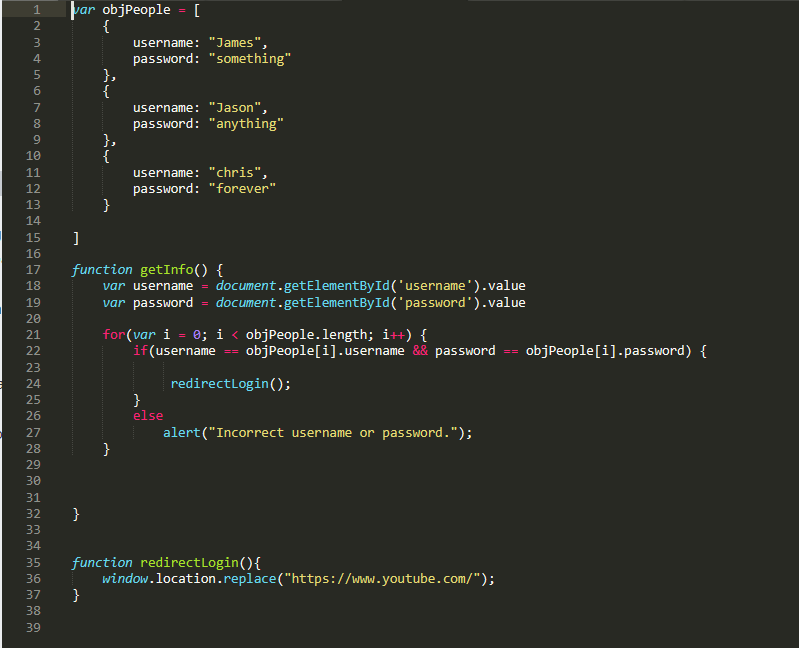 1 var objPeople = [
2 {
3 username: "James",
4 password: "something"
5 },
6 {
7 username: "Jason",
8 password: "anything"
9 },
10 {
11 username: "chris",
12 password: "forever"
13 }
14
15 ]
16
17 function getInfo() {
18 var username = document.getElementById('username').value
19 var password = document.getElementById('password').value
20
21 for(var i = 0; i < objPeople.length; i++) {
22 if(username == objPeople[i].username && password == objPeople[i].password) {
23
24 redirectLogin();
25 }
26 else
27 alert("Incorrect username or password.");
28 }
29
30
31
32 }
33
34
35 function redirectLogin(){
36 window.location.replace("https://www.youtube.com/");
37 }
38
39